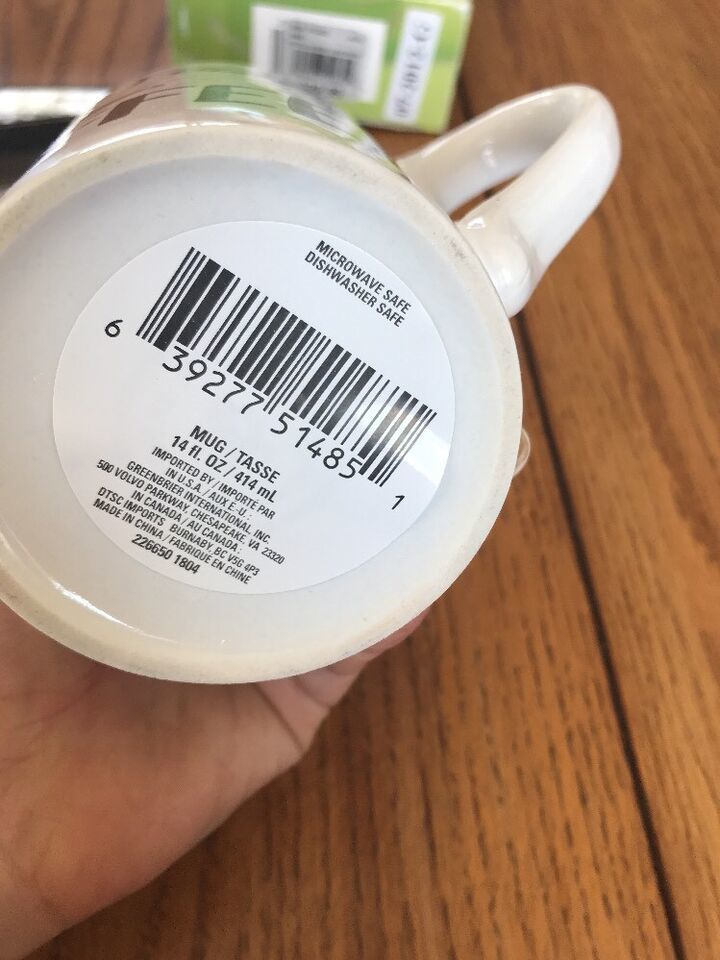 MICROWAVE SAFE
DISHWASHER SAFE
6 39277 51485 1
MUG / TASSE
14 fl. OZ / 414 mL
IMPORTED BY / IMPORTÉ PAR
IN U.S.A. / AUX É.-U. :
GREENBRIER INTERNATIONAL, INC.
500 VOLVO PARKWAY, CHESAPEAKE, VA 23320
IN CANADA / AU CANADA :
DTSC IMPORTS BURNABY, BC V5G 4P3
MADE IN CHINA / FABRIQUÉ EN CHINE
226650 1804